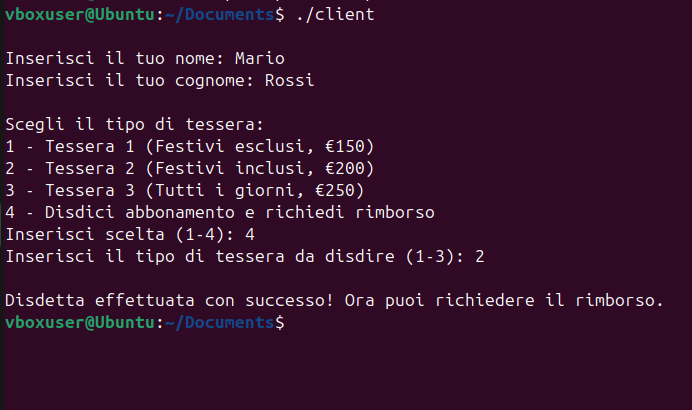 vboxuser@Ubuntu:~/Documents$ ./client
Inserisci il tuo nome: Mario
Inserisci il tuo cognome: Rossi
Scegli il tipo di tessera:
1 - Tessera 1 (Festivi esclusi, €150)
2 - Tessera 2 (Festivi inclusi, €200)
3 - Tessera 3 (Tutti i giorni, €250)
4 - Disdici abbonamento e richiedi rimborso
Inserisci scelta (1-4): 4
Inserisci il tipo di tessera da disdire (1-3): 2
Disdetta effettuata con successo! Ora puoi richiedere il rimborso.
vboxuser@Ubuntu:~/Documents$